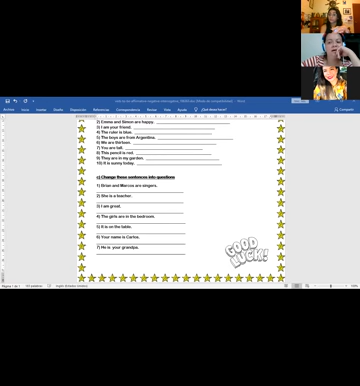 Archivo Inicio Insertar Diseño Disposición Referencias Correspondencia Revisar Vista Ayuda ¿Qué desea hacer? Compartir
2) Emma and Simon are happy.
3) I am your friend.
4) The ruler is blue.
5) The boys are from Argentina.
6) We are thirteen.
7) You are tall.
8) This pencil is red.
9) They are in my garden.
10) It is sunny today.
c) Change these sentences into questions
1) Brian and Marcos are singers.
2) She is a teacher.
3) I am great.
4) The girls are in the bedroom.
5) It is on the table.
6) Your name is Carlos.
7) He is your grandpa.
GOOD
LUCK!